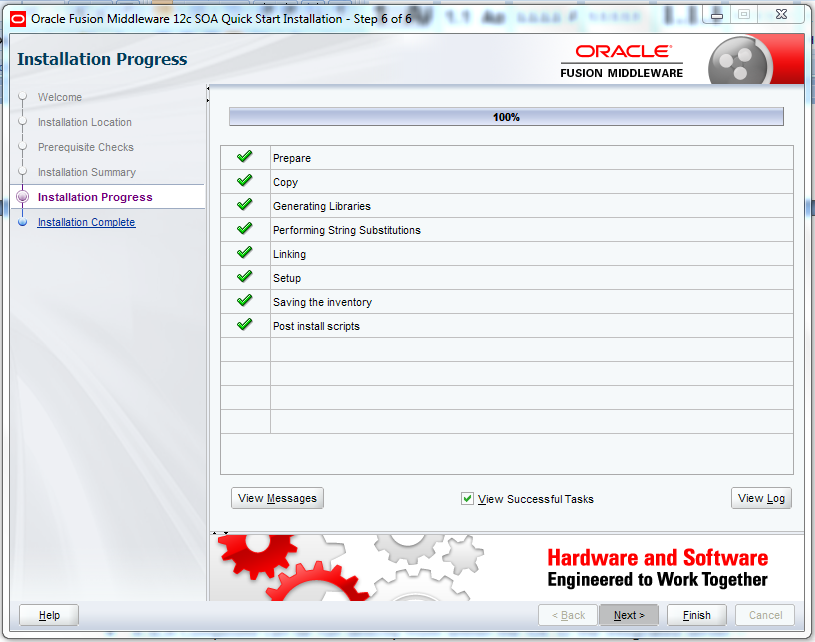 Oracle Fusion Middleware 12c SOA Quick Start Installation - Step 6 of 6
Installation Progress
ORACLE
FUSION MIDDLEWARE
Welcome
Installation Location
Prerequisite Checks
Installation Summary
Installation Progress
Installation Complete
100%
Prepare
Copy
Generating Libraries
Performing String Substitutions
Linking
Setup
Saving the inventory
Post install scripts
View Messages
View Successful Tasks
View Log
Hardware and Software
Engineered to Work Together
Help
< Back
Next >
Finish
Cancel